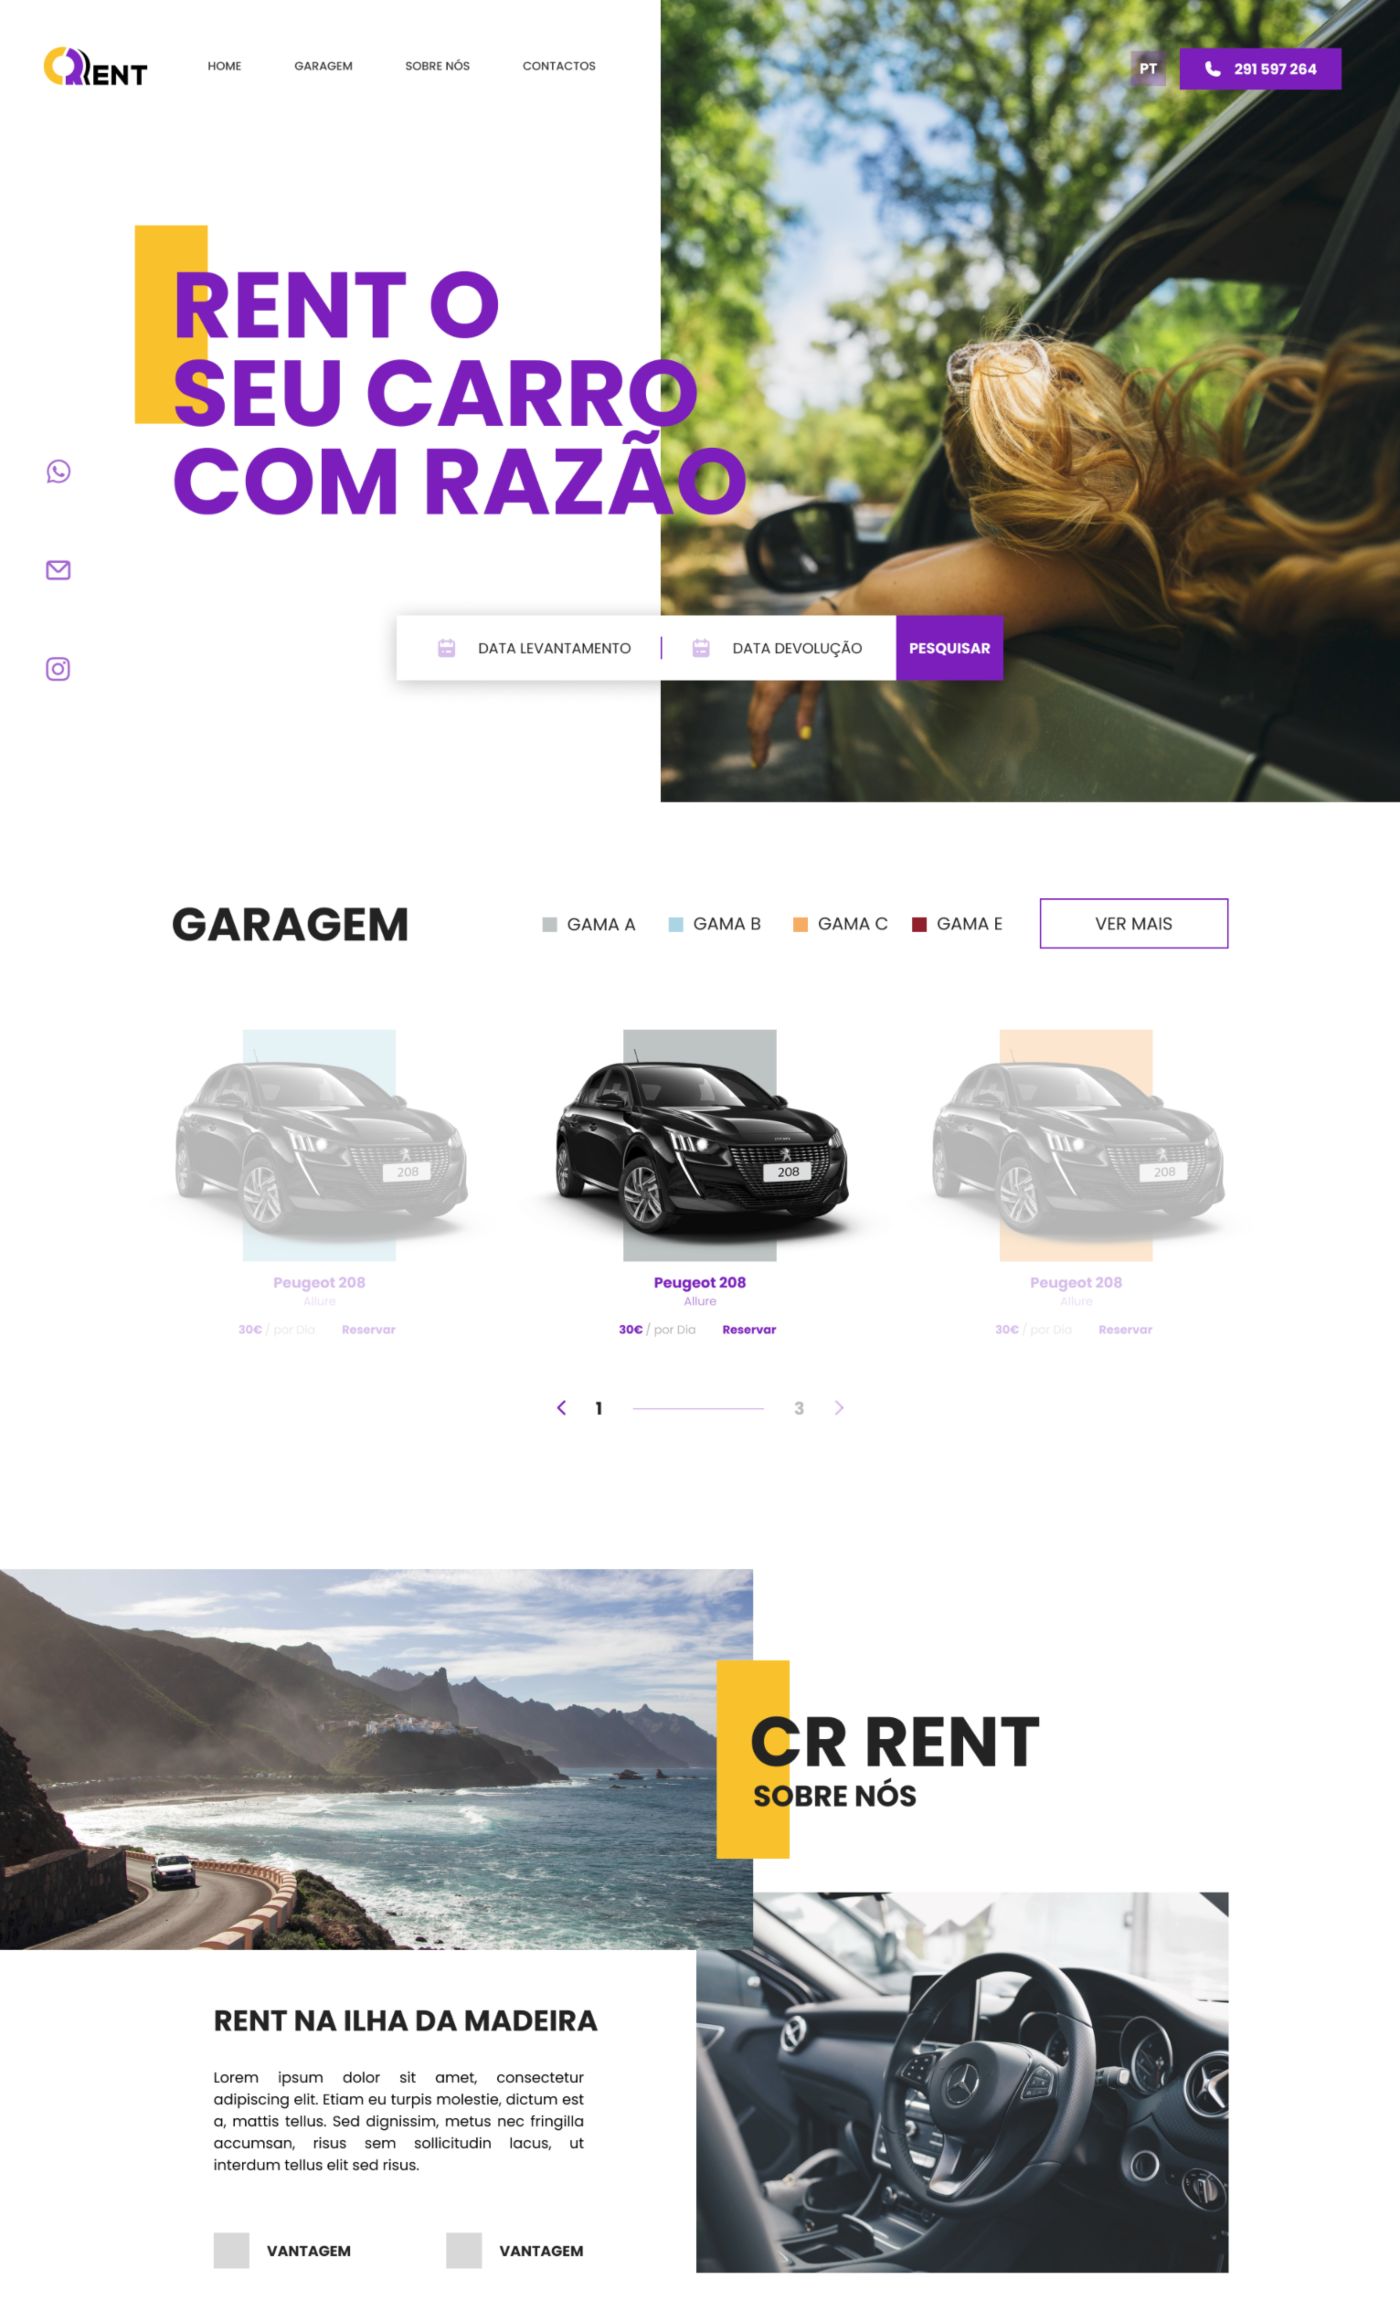 CRENT
HOME GARAGEM SOBRE NÓS CONTACTOS PT 291 597 264
RENT O
SEU CARRO
COM RAZÃO
DATA LEVANTAMENTO DATA DEVOLUÇÃO PESQUISAR
GARAGEM GAMA A GAMA B GAMA C GAMA E VER MAIS
208 208 208
Peugeot 208 Peugeot 208 Peugeot 208
Allure Allure Allure
30€ / por Dia Reservar 30€ / por Dia Reservar 30€ / por Dia Reservar
1 3
CR RENT
SOBRE NÓS
RENT NA ILHA DA MADEIRA
Lorem ipsum dolor sit amet, consectetur
adipiscing elit. Etiam eu turpis molestie, dictum est
a, mattis tellus. Sed dignissim, metus nec fringilla
accumsan, risus sem sollicitudin lacus, ut
interdum tellus elit sed risus.
VANTAGEM VANTAGEM